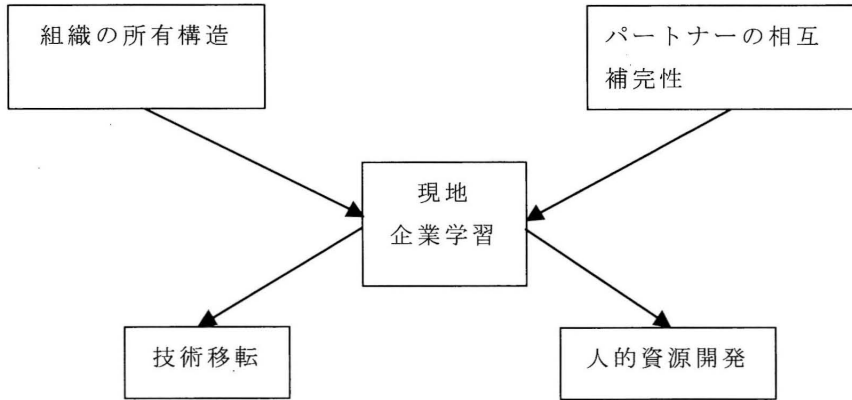 組織の所有構造
パートナーの相互
補完性
現地
企業学習
技術移転
人的資源開発